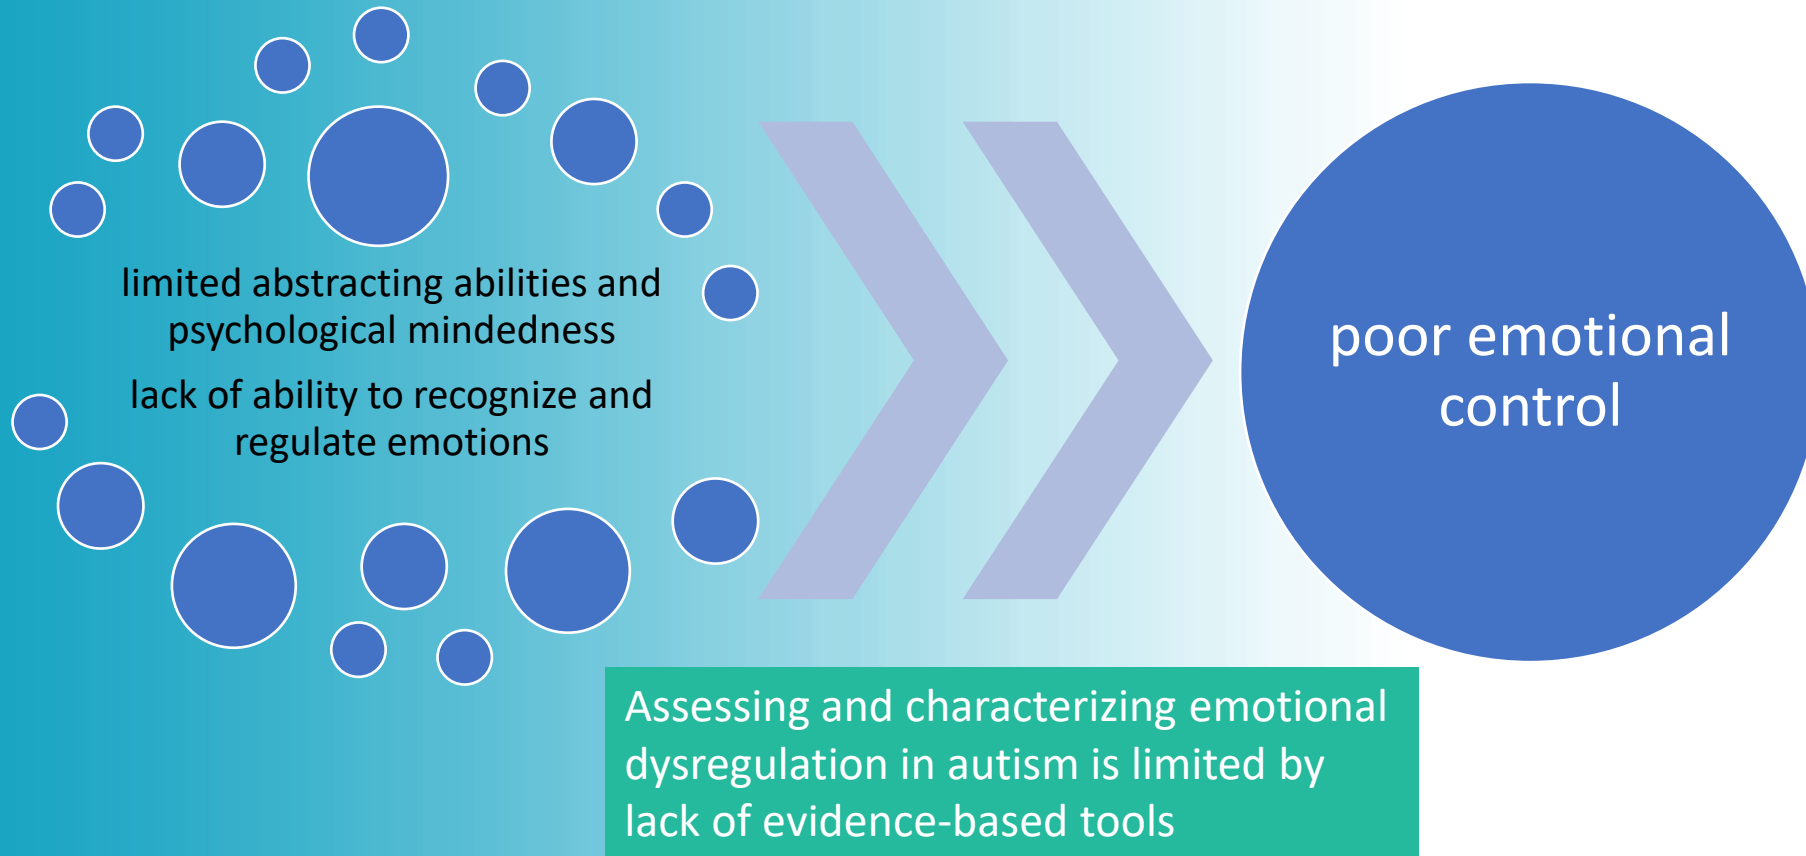 limited abstracting abilities and
psychological mindedness
lack of ability to recognize and
regulate emotions
poor emotional
control
Assessing and characterizing emotional
dysregulation in autism is limited by
lack of evidence-based tools